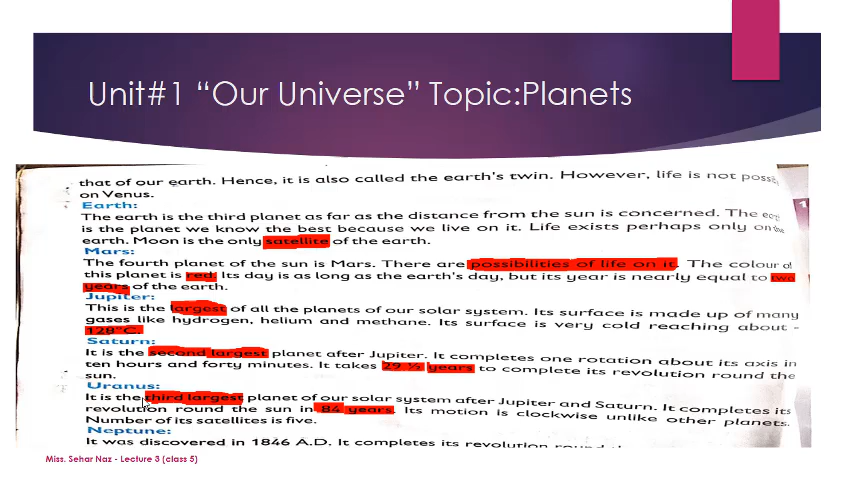 Unit#1 “Our Universe” Topic:Planets
that of our earth. Hence, it is also called the earth's twin. However, life is not
on Venus.
Earth:
The earth is the third planet as far as the distance from the sun is concerned. The
is the planet we know the best because we live on it. Life exists perhaps only on the
earth. Moon is the only satellite of the earth.
Mars:
The fourth planet of the sun is Mars. There are possibilities of life on it. The colour of
this planet is red. Its day is as long as the earth's day, but its year is nearly equal to two
years of the earth.
Jupiter:
This is the largest of all the planets of our solar system. Its surface is made up of many
gases like hydrogen, helium and methane. Its surface is very cold reaching about -
128°C.
Saturn:
It is the second largest planet after Jupiter. It completes one rotation about its axis in
ten hours and forty minutes. It takes 29 ½ years to complete its revolution round the
sun.
Uranus:
It is the third largest planet of our solar system after Jupiter and Saturn. It completes its
revolution round the sun in 84 years. Its motion is clockwise unlike other planets.
Number of its satellites is five.
Neptune:
It was discovered in 1846 A.D. It completes its revolution round
Miss. Sehar Naz - Lecture 3 (class 5)